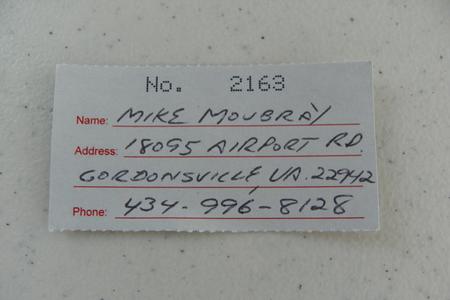 No. 2163
Name: MIKE MOUBRAY
Address: 18095 AIRPORT RD.
GORDONSVILLE, VA. 22942
Phone: 434-996-8128